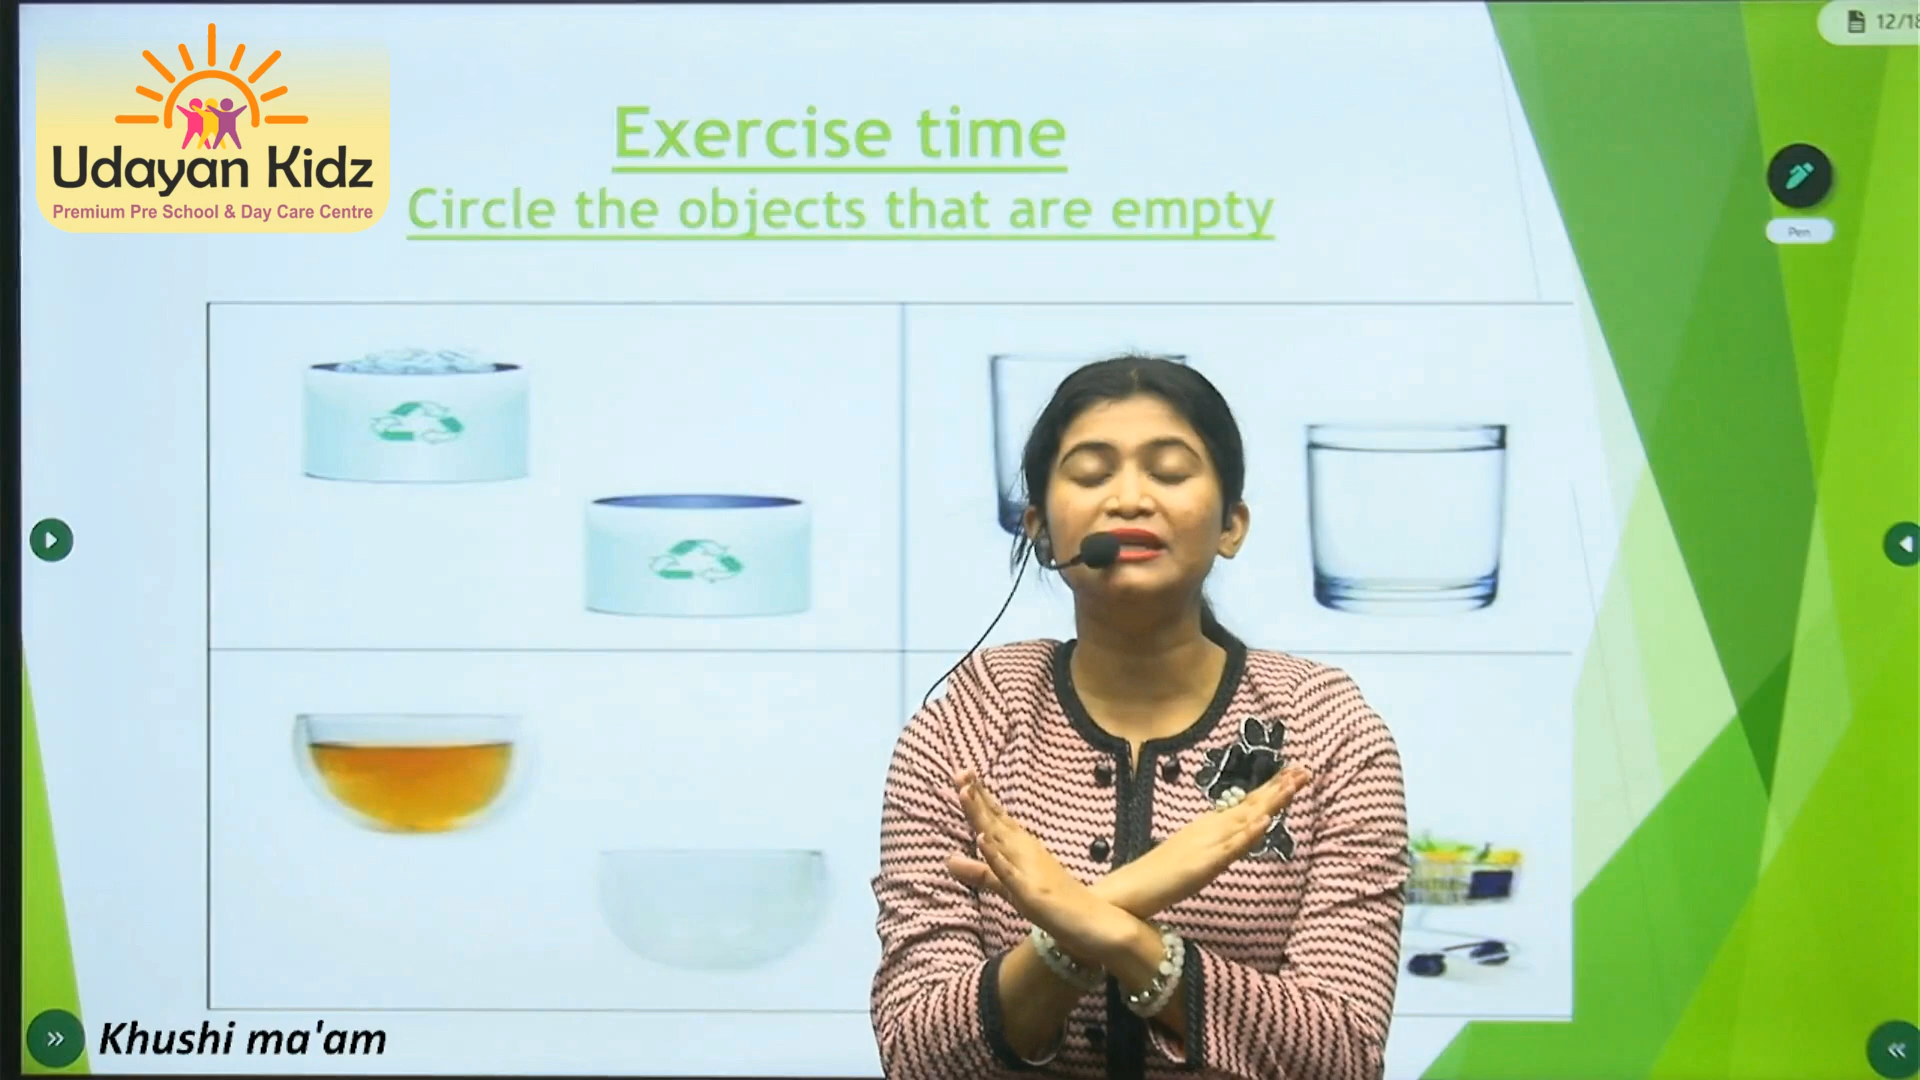 Udayan Kidz
Premium Pre School & Day Care Centre
Exercise time
Circle the objects that are empty
12/18
Pen
Khushi ma'am